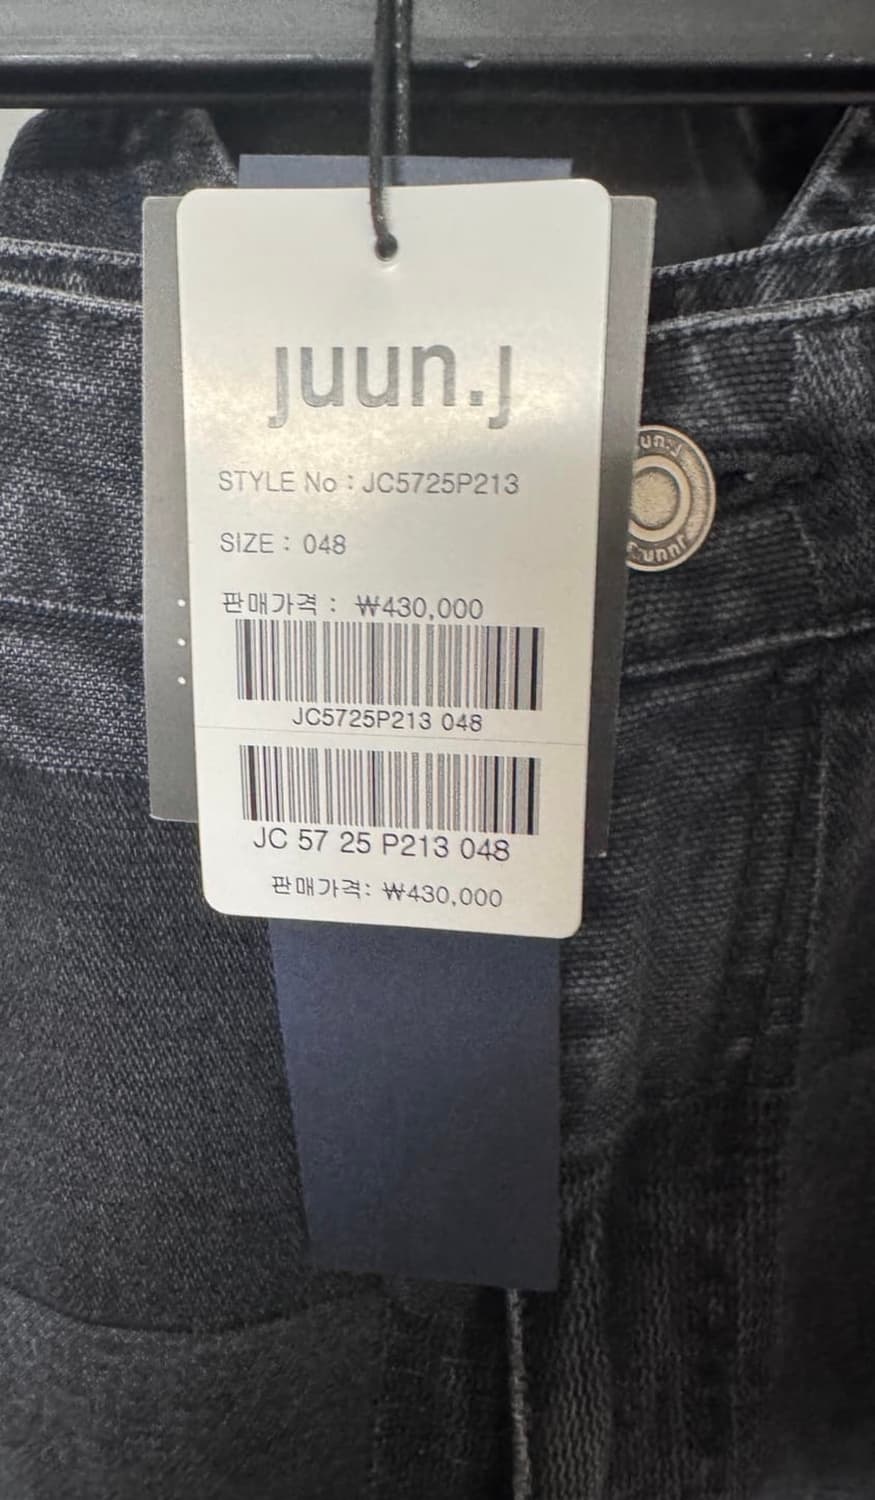 juun.j
STYLE No : JC5725P213
SIZE : 048
판매가격 : ₩430,000
JC5725P213 048
JC 57 25 P213 048
판매가격: ₩430,000